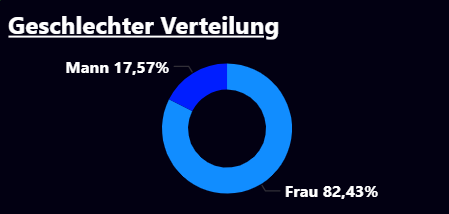 Geschlechter Verteilung
Mann 17,57%
Frau 82,43%